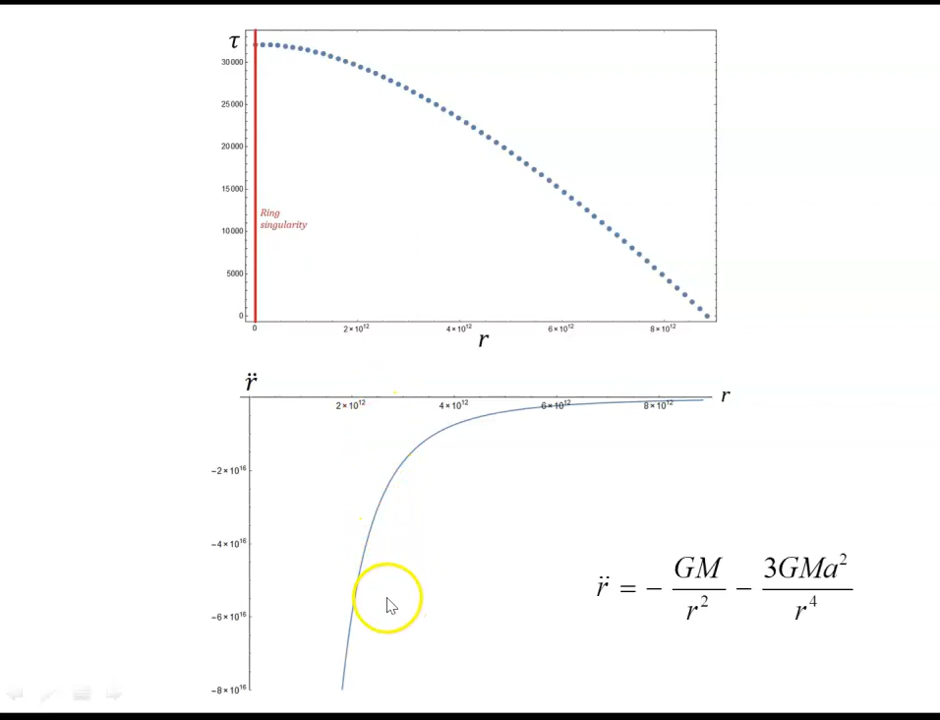 τ
30000
25000
20000
15000
10000
5000
0
Ring
singularity
0 2×10¹² 4×10¹² 6×10¹² 8×10¹²
r
r̈
2×10¹² 4×10¹² 6×10¹² 8×10¹² r
−2×10¹⁶
−4×10¹⁶
−6×10¹⁶
−8×10¹⁶
r̈ = − GM/r² − 3GMa²/r⁴